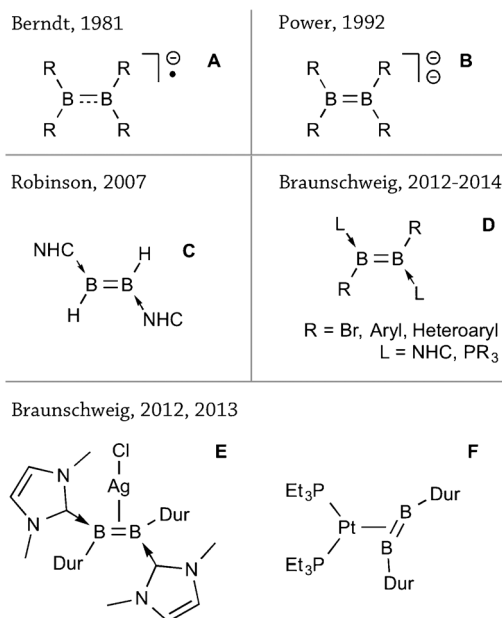 Berndt, 1981
Power, 1992
R R ⊖ A
•
B B
R R
R R ⊖ B
⊖
B=B
R R
Robinson, 2007
Braunschweig, 2012-2014
NHC H C
B=B
H NHC
L R D
B=B
R L
R = Br, Aryl, Heteroaryl
L = NHC, PR3
Braunschweig, 2012, 2013
Cl E
N Ag
N B=B Dur
Dur N
N
F
Et3P Dur
Pt B
B
Et3P Dur